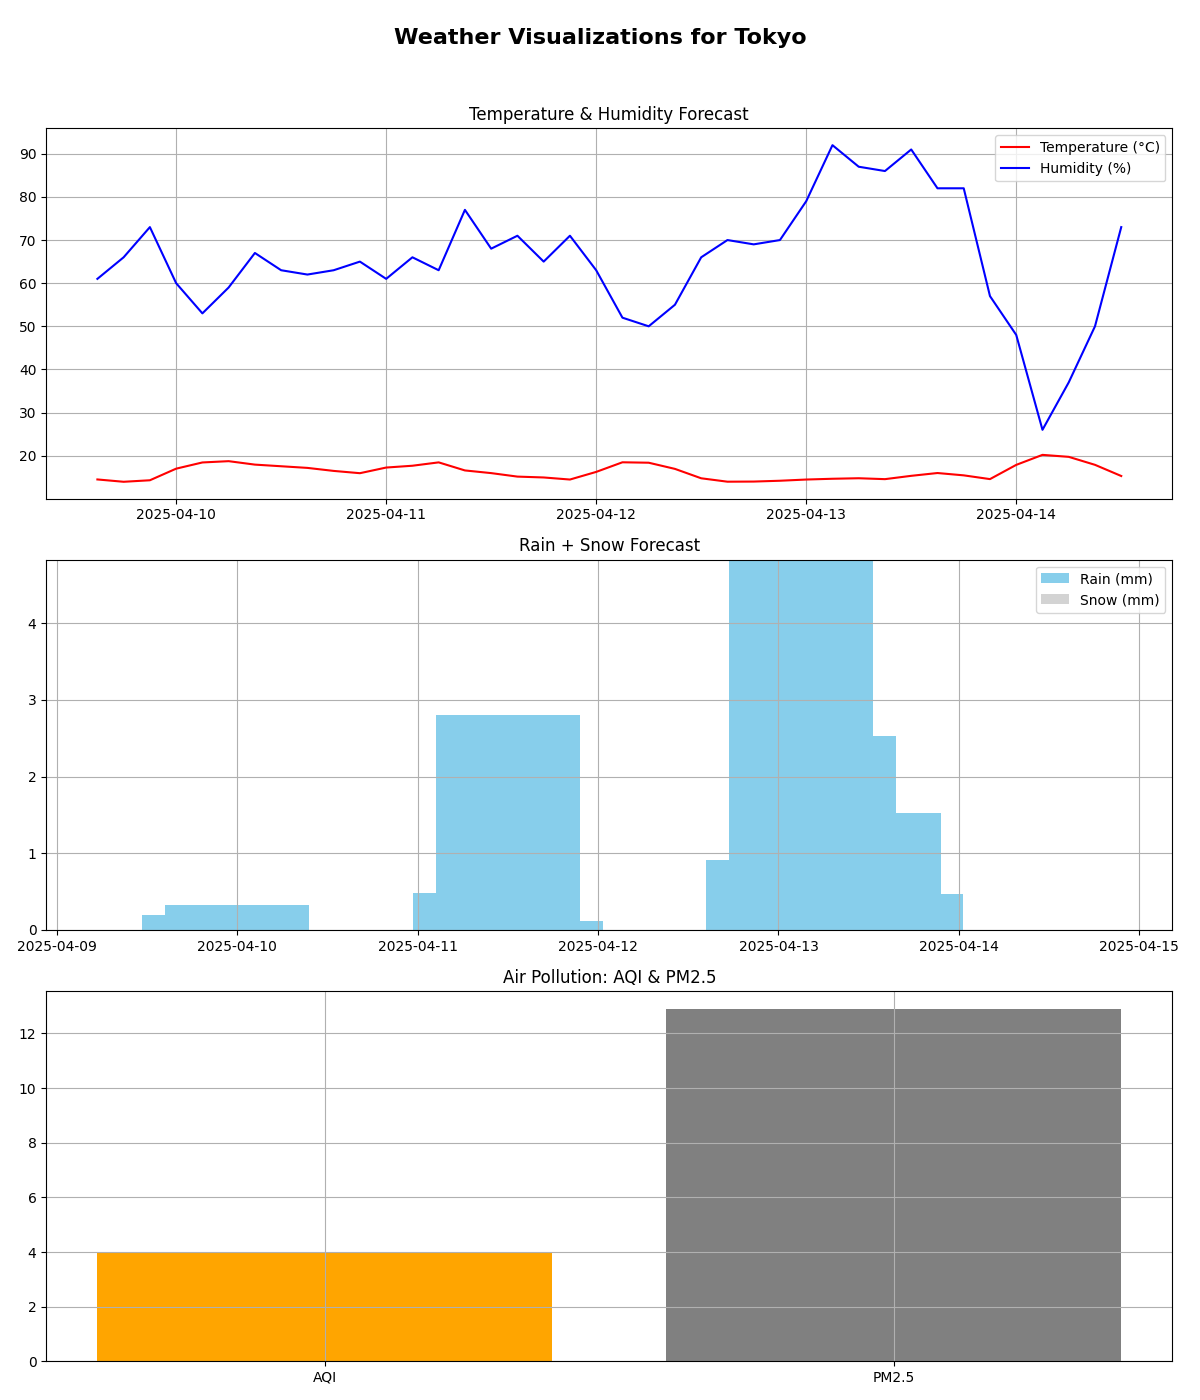 Weather Visualizations for Tokyo
Temperature & Humidity Forecast
Temperature (°C)
Humidity (%)
90
80
70
60
50
40
30
20
2025-04-10 2025-04-11 2025-04-12 2025-04-13 2025-04-14
Rain + Snow Forecast
Rain (mm)
Snow (mm)
4
3
2
1
0
2025-04-09 2025-04-10 2025-04-11 2025-04-12 2025-04-13 2025-04-14 2025-04-15
Air Pollution: AQI & PM2.5
12
10
8
6
4
2
0
AQI PM2.5